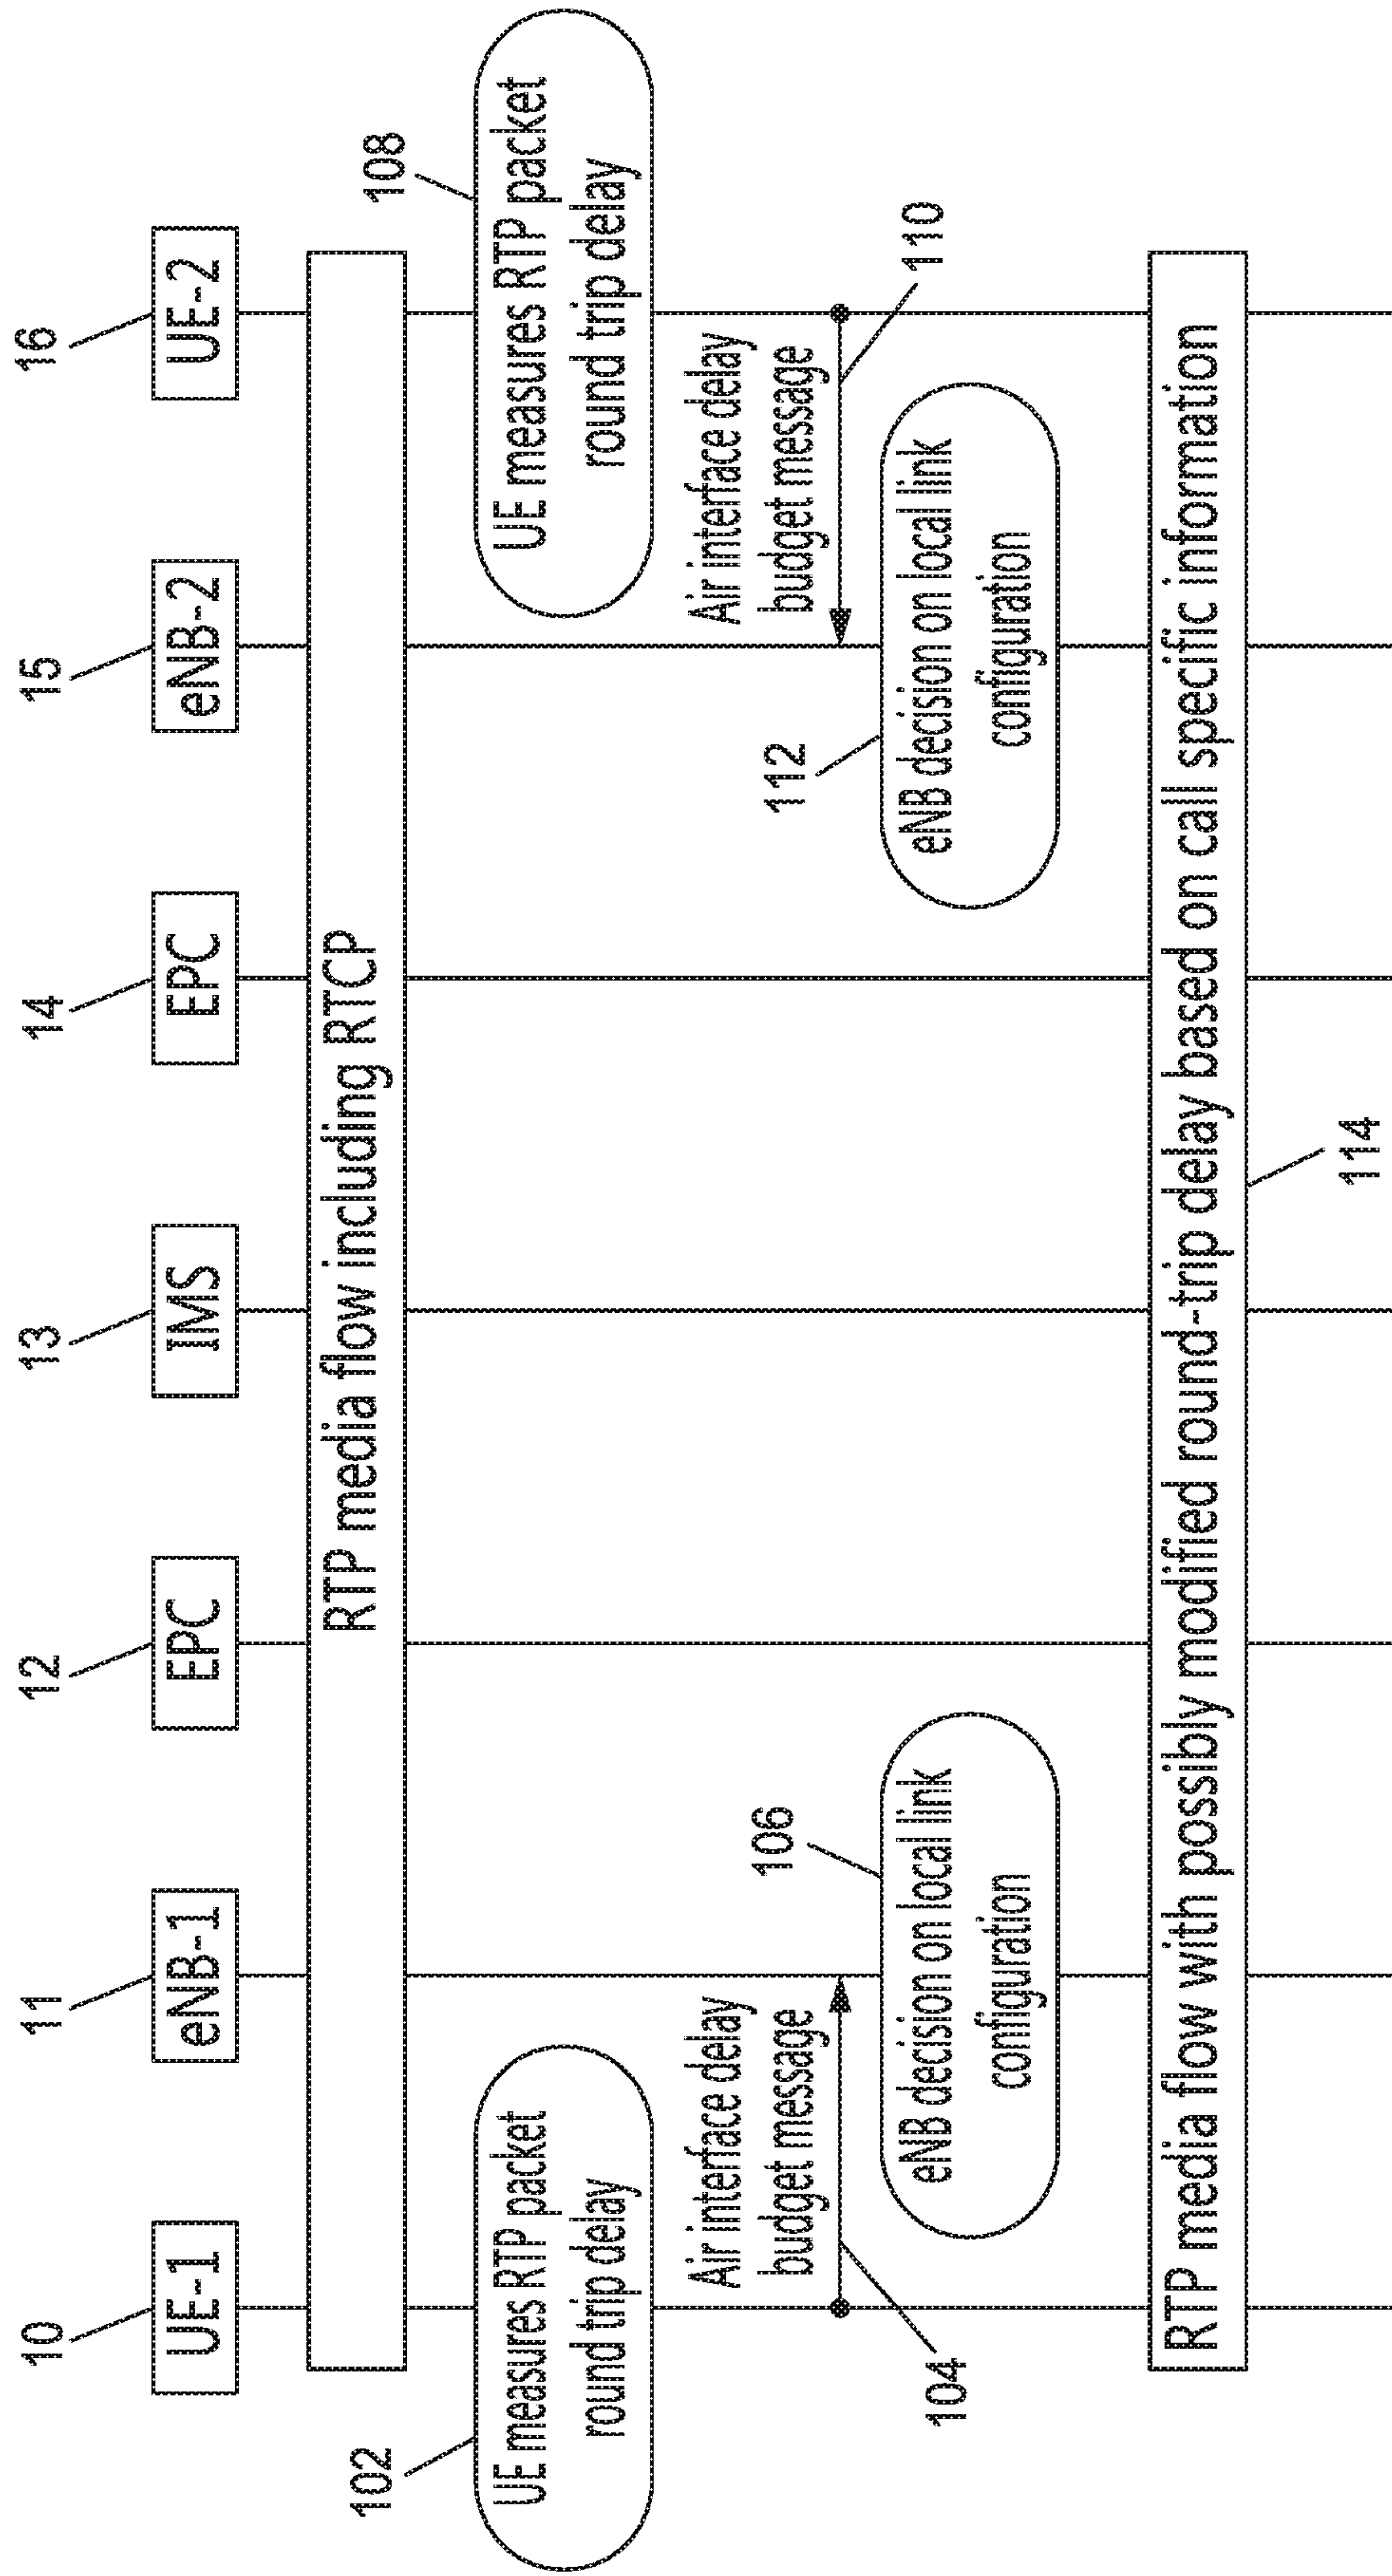 10
11
12
13
14
15
16
UE-1
eNB-1
EPC
IMS
EPC
eNB-2
UE-2
RTP media flow including RTCP
102
UE measures RTP packet
round trip delay
108
UE measures RTP packet
round trip delay
Air interface delay
budget message
104
Air interface delay
budget message
110
106
eNB decision on local link
configuration
112
eNB decision on local link
configuration
RTP media flow with possibly modified round-trip delay based on call specific information
114